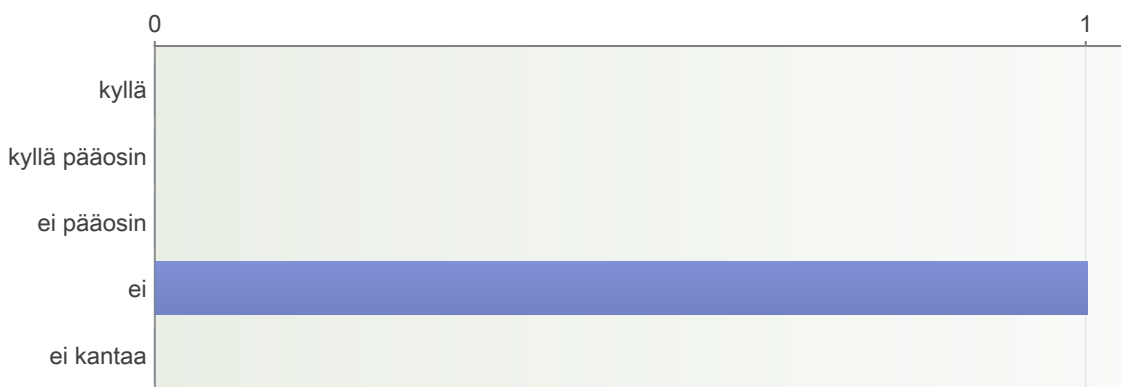 0 1
kyllä
kyllä pääosin
ei pääosin
ei
ei kantaa